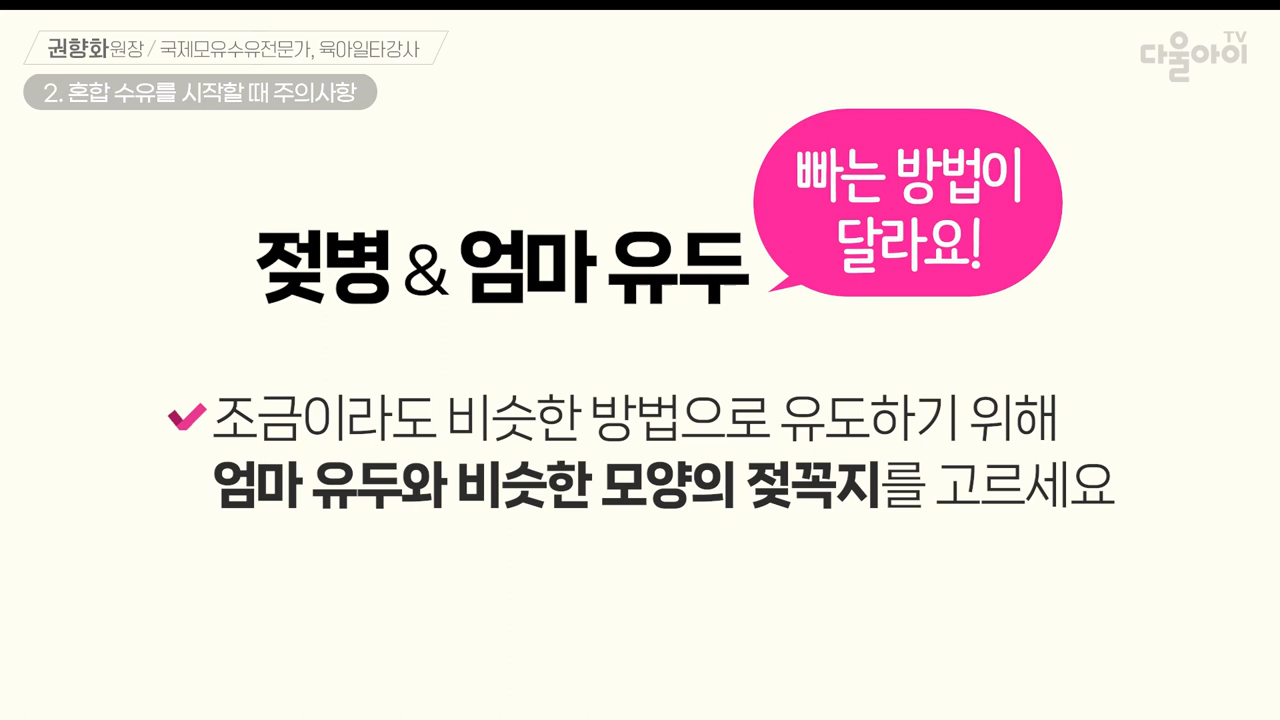 권향화원장 / 국제모유수유전문가, 육아일타강사
다울아이 TV
2. 혼합 수유를 시작할 때 주의사항
빠는 방법이
달라요!
젖병 & 엄마 유두
조금이라도 비슷한 방법으로 유도하기 위해
엄마 유두와 비슷한 모양의 젖꼭지를 고르세요